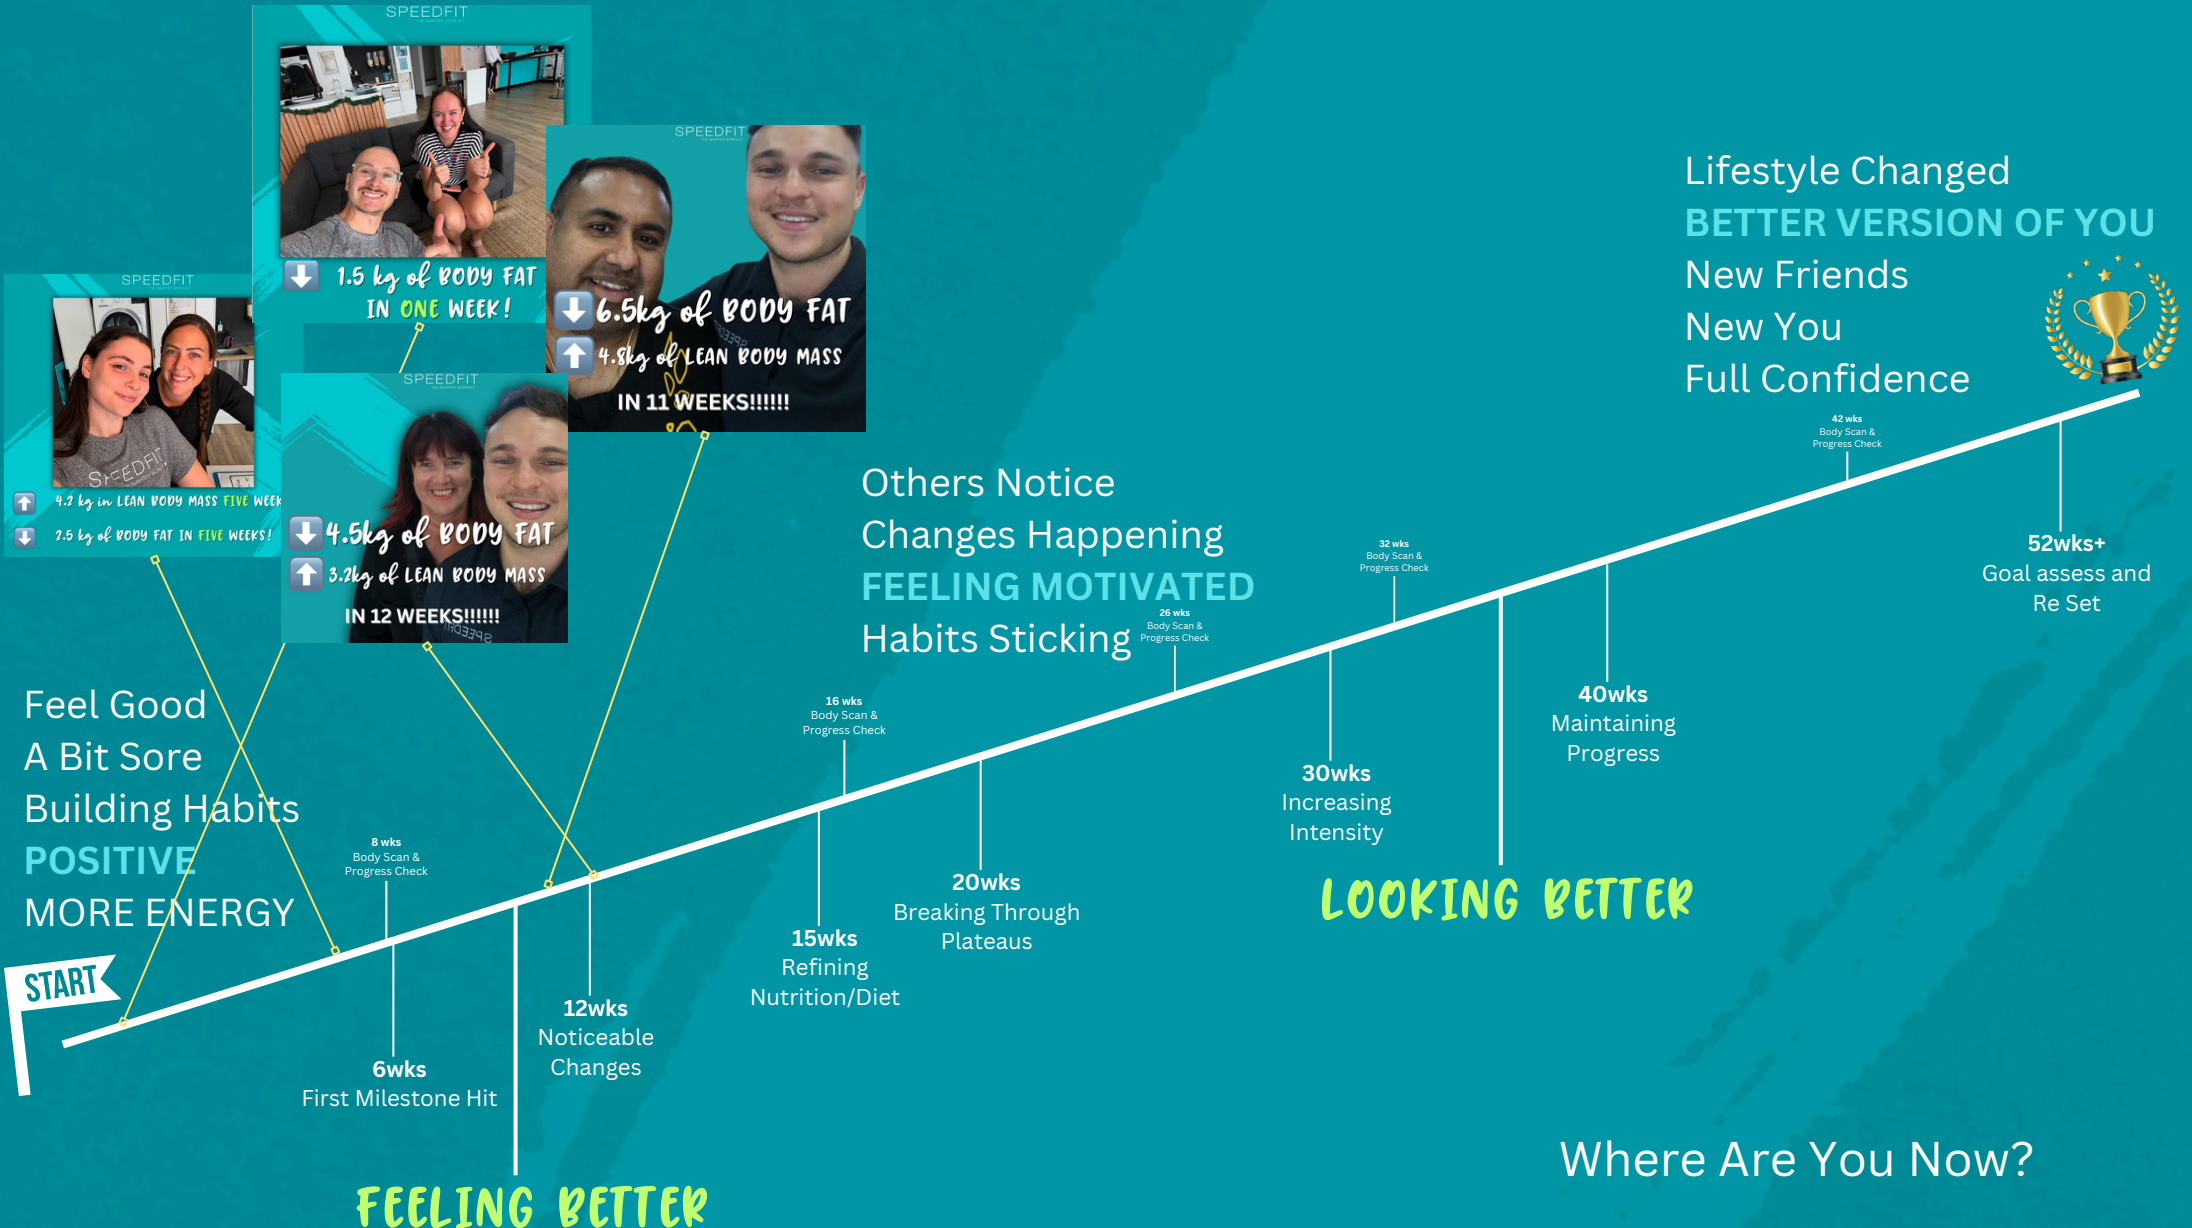 SPEEDFIT
1.5 kg of BODY FAT
IN ONE WEEK!
SPEEDFIT
6.5kg of BODY FAT
4.8kg of LEAN BODY MASS
IN 11 WEEKS!!!!!!
SPEEDFIT
SPEEDFIT
4.2 kg in LEAN BODY MASS FIVE WEEK
2.5 kg of BODY FAT IN FIVE WEEKS!
SPEEDFIT
4.5kg of BODY FAT
3.2kg of LEAN BODY MASS
IN 12 WEEKS!!!!!!
Feel Good
A Bit Sore
Building Habits
POSITIVE
MORE ENERGY
START
8 wks
Body Scan &
Progress Check
6wks
First Milestone Hit
FEELING BETTER
12wks
Noticeable
Changes
Others Notice
Changes Happening
FEELING MOTIVATED
Habits Sticking
16 wks
Body Scan &
Progress Check
15wks
Refining
Nutrition/Diet
20wks
Breaking Through
Plateaus
26 wks
Body Scan &
Progress Check
30wks
Increasing
Intensity
32 wks
Body Scan &
Progress Check
LOOKING BETTER
40wks
Maintaining
Progress
Lifestyle Changed
BETTER VERSION OF YOU
New Friends
New You
Full Confidence
42 wks
Body Scan &
Progress Check
52wks+
Goal assess and
Re Set
Where Are You Now?